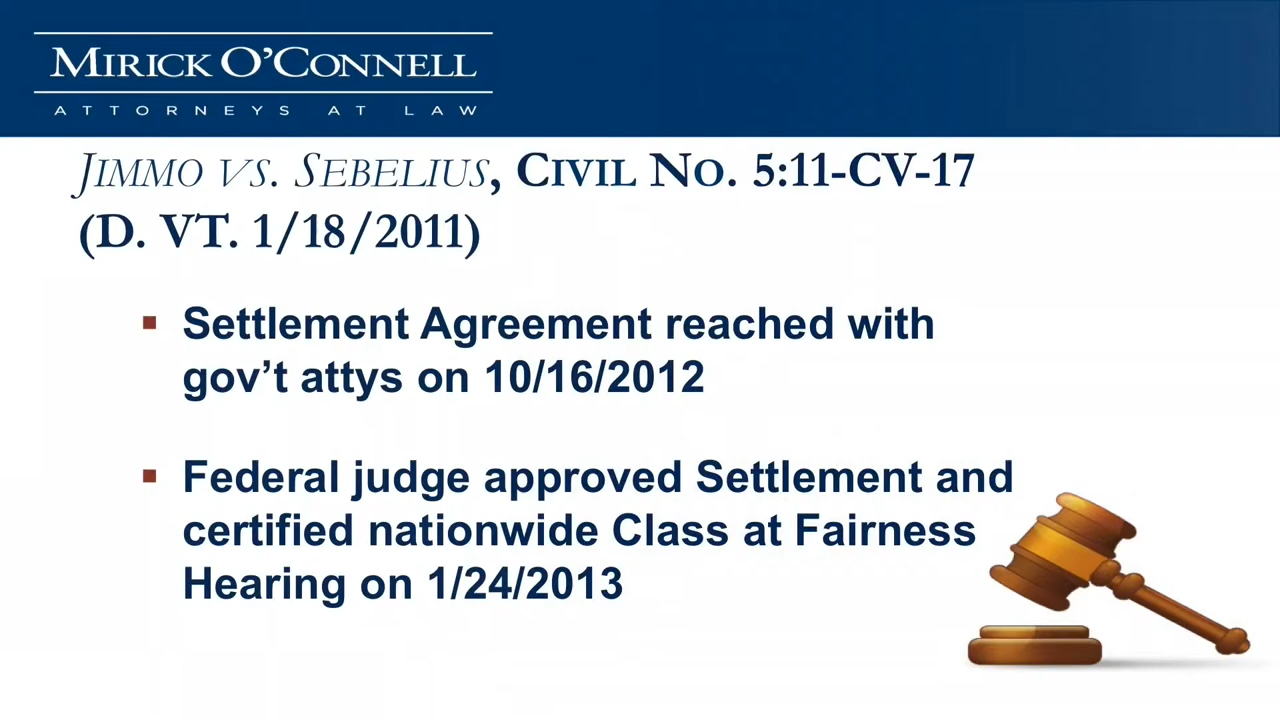 MIRICK O'CONNELL
ATTORNEYS AT LAW
JIMMO VS. SEBELIUS, CIVIL NO. 5:11-CV-17
(D. VT. 1/18/2011)
▪ Settlement Agreement reached with
gov’t attys on 10/16/2012
▪ Federal judge approved Settlement and
certified nationwide Class at Fairness
Hearing on 1/24/2013